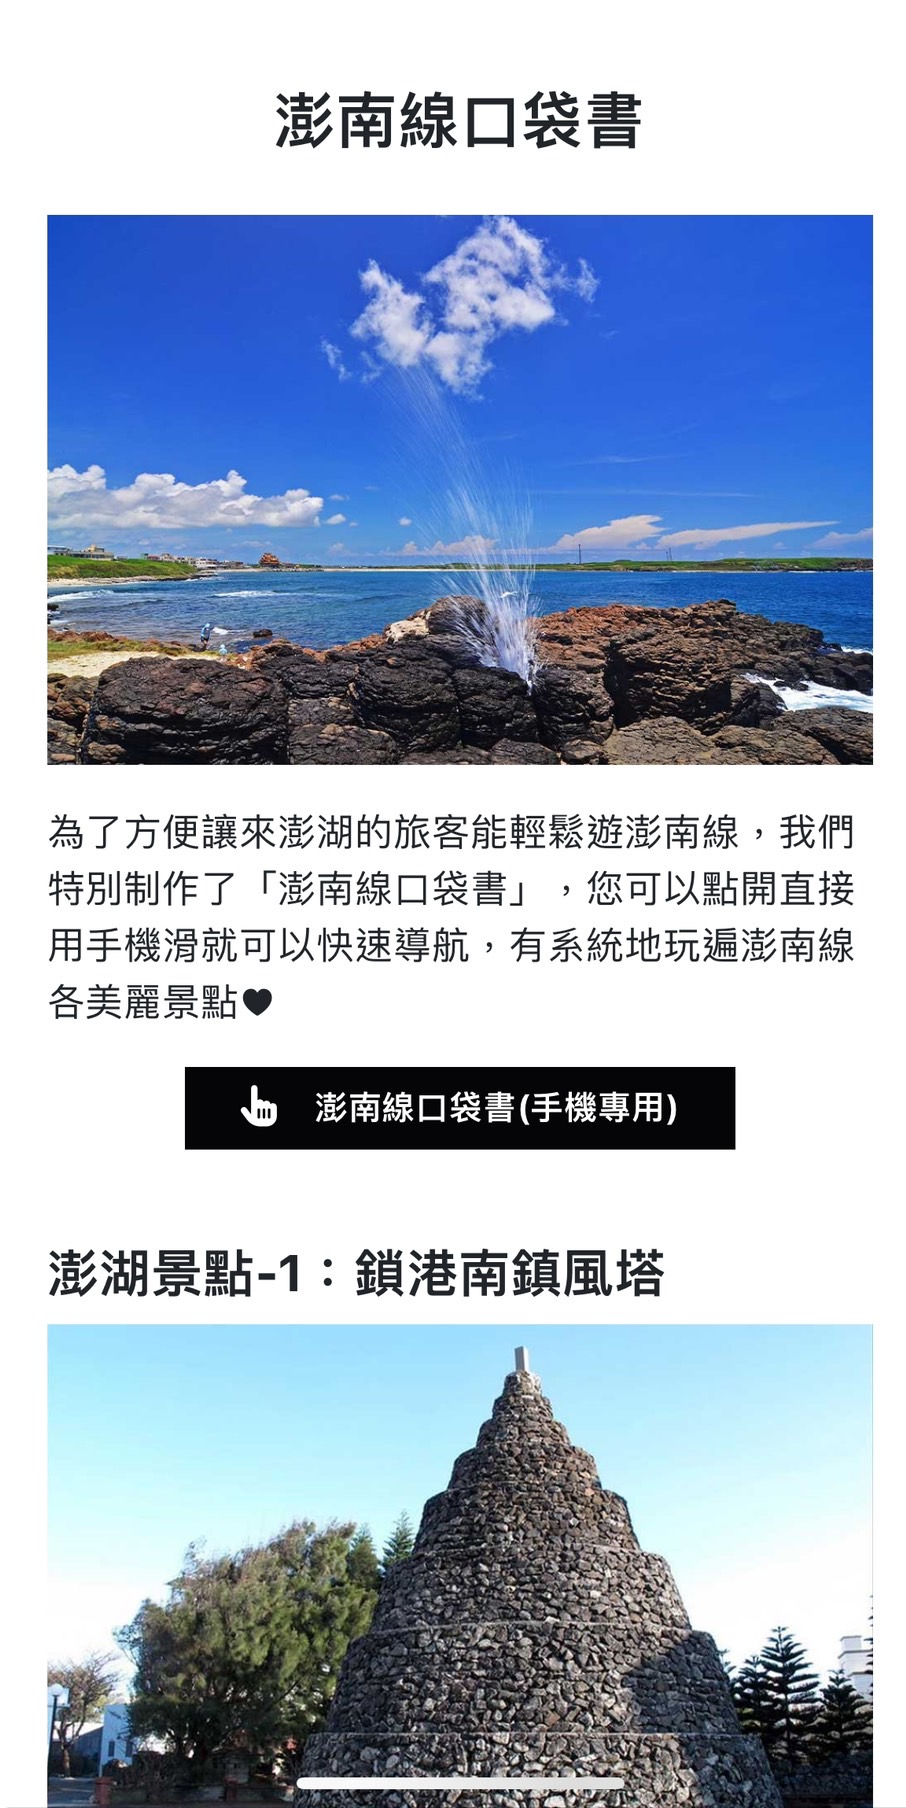 澎南線口袋書
為了方便讓來澎湖的旅客能輕鬆遊澎南線，我們
特別制作了「澎南線口袋書」，您可以點開直接
用手機滑就可以快速導航，有系統地玩遍澎南線
各美麗景點♥
澎南線口袋書(手機專用)
澎湖景點-1：鎖港南鎮風塔